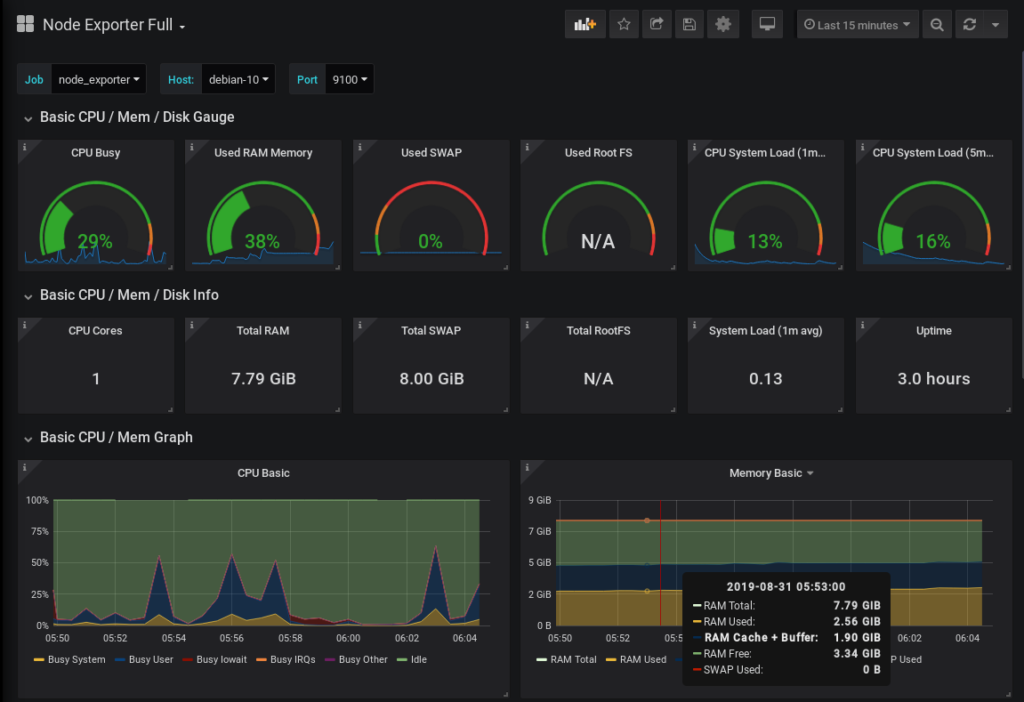 Node Exporter Full
Last 15 minutes
Job node_exporter Host: debian-10 Port 9100
Basic CPU / Mem / Disk Gauge
CPU Busy Used RAM Memory Used SWAP Used Root FS CPU System Load (1m... CPU System Load (5m...
29% 38% 0% N/A 13% 16%
Basic CPU / Mem / Disk Info
CPU Cores Total RAM Total SWAP Total RootFS System Load (1m avg) Uptime
1 7.79 GiB 8.00 GiB N/A 0.13 3.0 hours
Basic CPU / Mem Graph
CPU Basic
100%
75%
50%
25%
0%
05:50 05:52 05:54 05:56 05:58 06:00 06:02 06:04
Busy System Busy User Busy Iowait Busy IRQs Busy Other Idle
Memory Basic
9 GiB
7 GiB
5 GiB
2 GiB
0 B
05:50 05:52 06:02 06:04
RAM Total RAM Used
P Used
2019-08-31 05:53:00
RAM Total: 7.79 GiB
RAM Used: 2.56 GiB
RAM Cache + Buffer: 1.90 GiB
RAM Free: 3.34 GiB
SWAP Used: 0 B